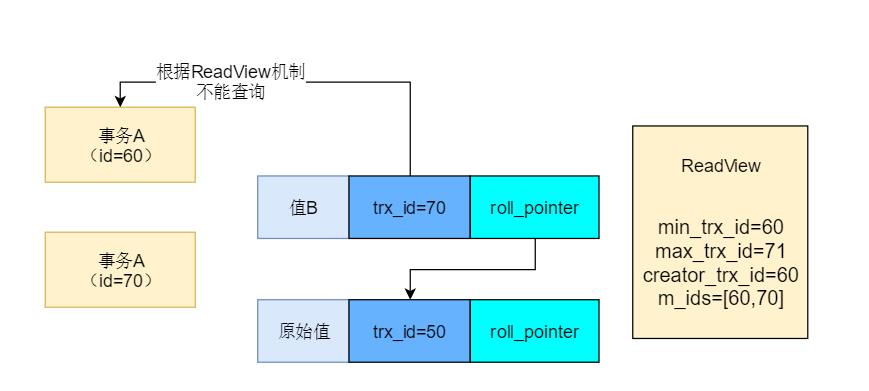 根据ReadView机制
不能查询
事务A
（id=60）
事务A
（id=70）
值B
trx_id=70
roll_pointer
原始值
trx_id=50
roll_pointer
ReadView
min_trx_id=60
max_trx_id=71
creator_trx_id=60
m_ids=[60,70]